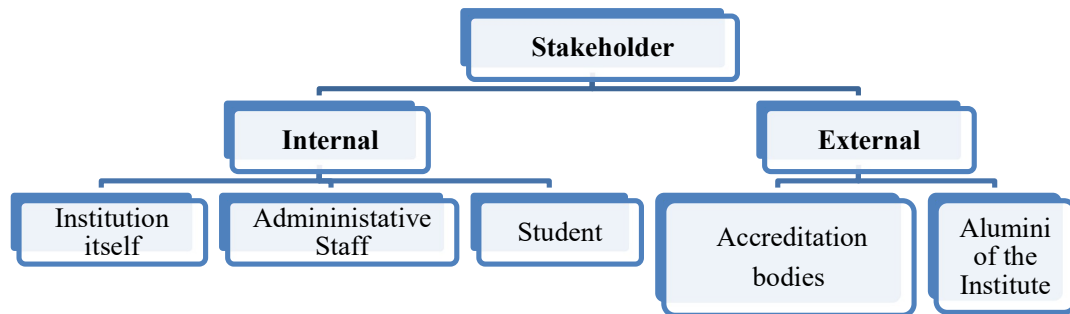 Stakeholder
Internal
External
Institution
itself
Admininistative
Staff
Student
Accreditation
bodies
Alumini
of the
Institute